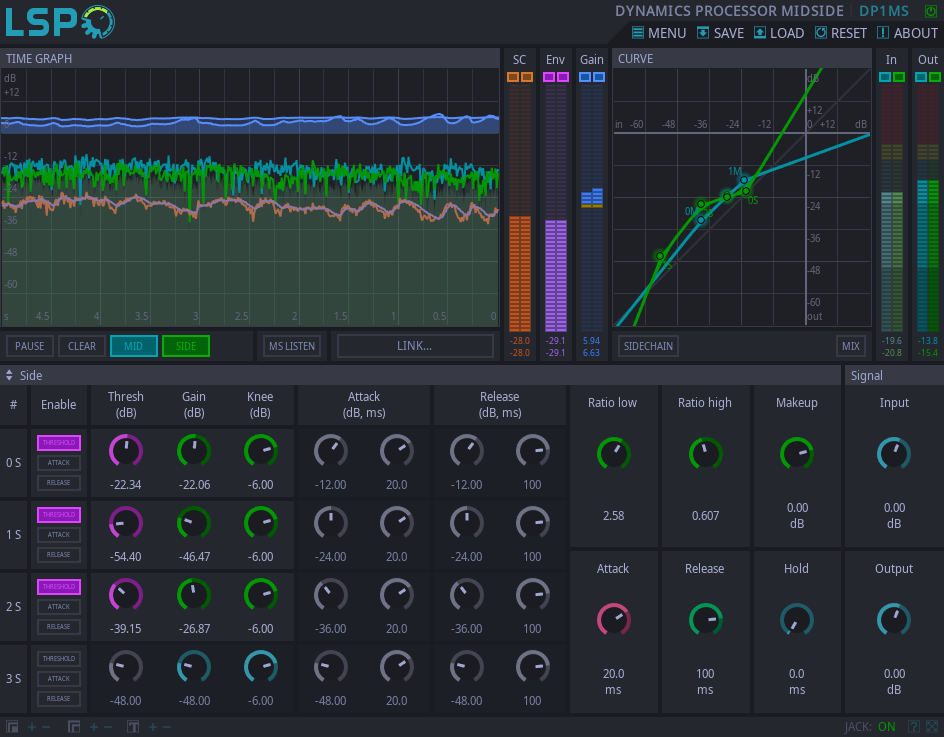 LSP
DYNAMICS PROCESSOR MIDSIDE DP1MS
MENU SAVE LOAD RESET ABOUT
TIME GRAPH
SC Env Gain
CURVE
In Out
dB
+12
0
-12
-24
-36
-48
-60
s 4.5 4 3.5 3 2.5 2 1.5 1 0.5 0
dB
+12
in -60 -48 -36 -24 -12 0 +12 dB
-12
-24
-36
-48
-60
out
1M
0S
0M
-28.0 -29.1 5.94
-28.0 -29.1 6.63
-19.6 -13.8
-20.8 -15.4
PAUSE CLEAR MID SIDE MS LISTEN LINK... SIDECHAIN MIX
Side
Signal
# Enable Thresh (dB) Gain (dB) Knee (dB) Attack (dB, ms) Release (dB, ms)
Ratio low Ratio high Makeup Input
0 S THRESHOLD ATTACK RELEASE
-22.34 -22.06 -6.00 -12.00 20.0 -12.00 100
2.58 0.607 0.00 dB 0.00 dB
1 S THRESHOLD ATTACK RELEASE
-54.40 -46.47 -6.00 -24.00 20.0 -24.00 100
Attack Release Hold Output
2 S THRESHOLD ATTACK RELEASE
-39.15 -26.87 -6.00 -36.00 20.0 -36.00 100
3 S THRESHOLD ATTACK RELEASE
-48.00 -48.00 -6.00 -48.00 20.0 -48.00 100
20.0 ms 100 ms 0.0 ms 0.00 dB
JACK: ON